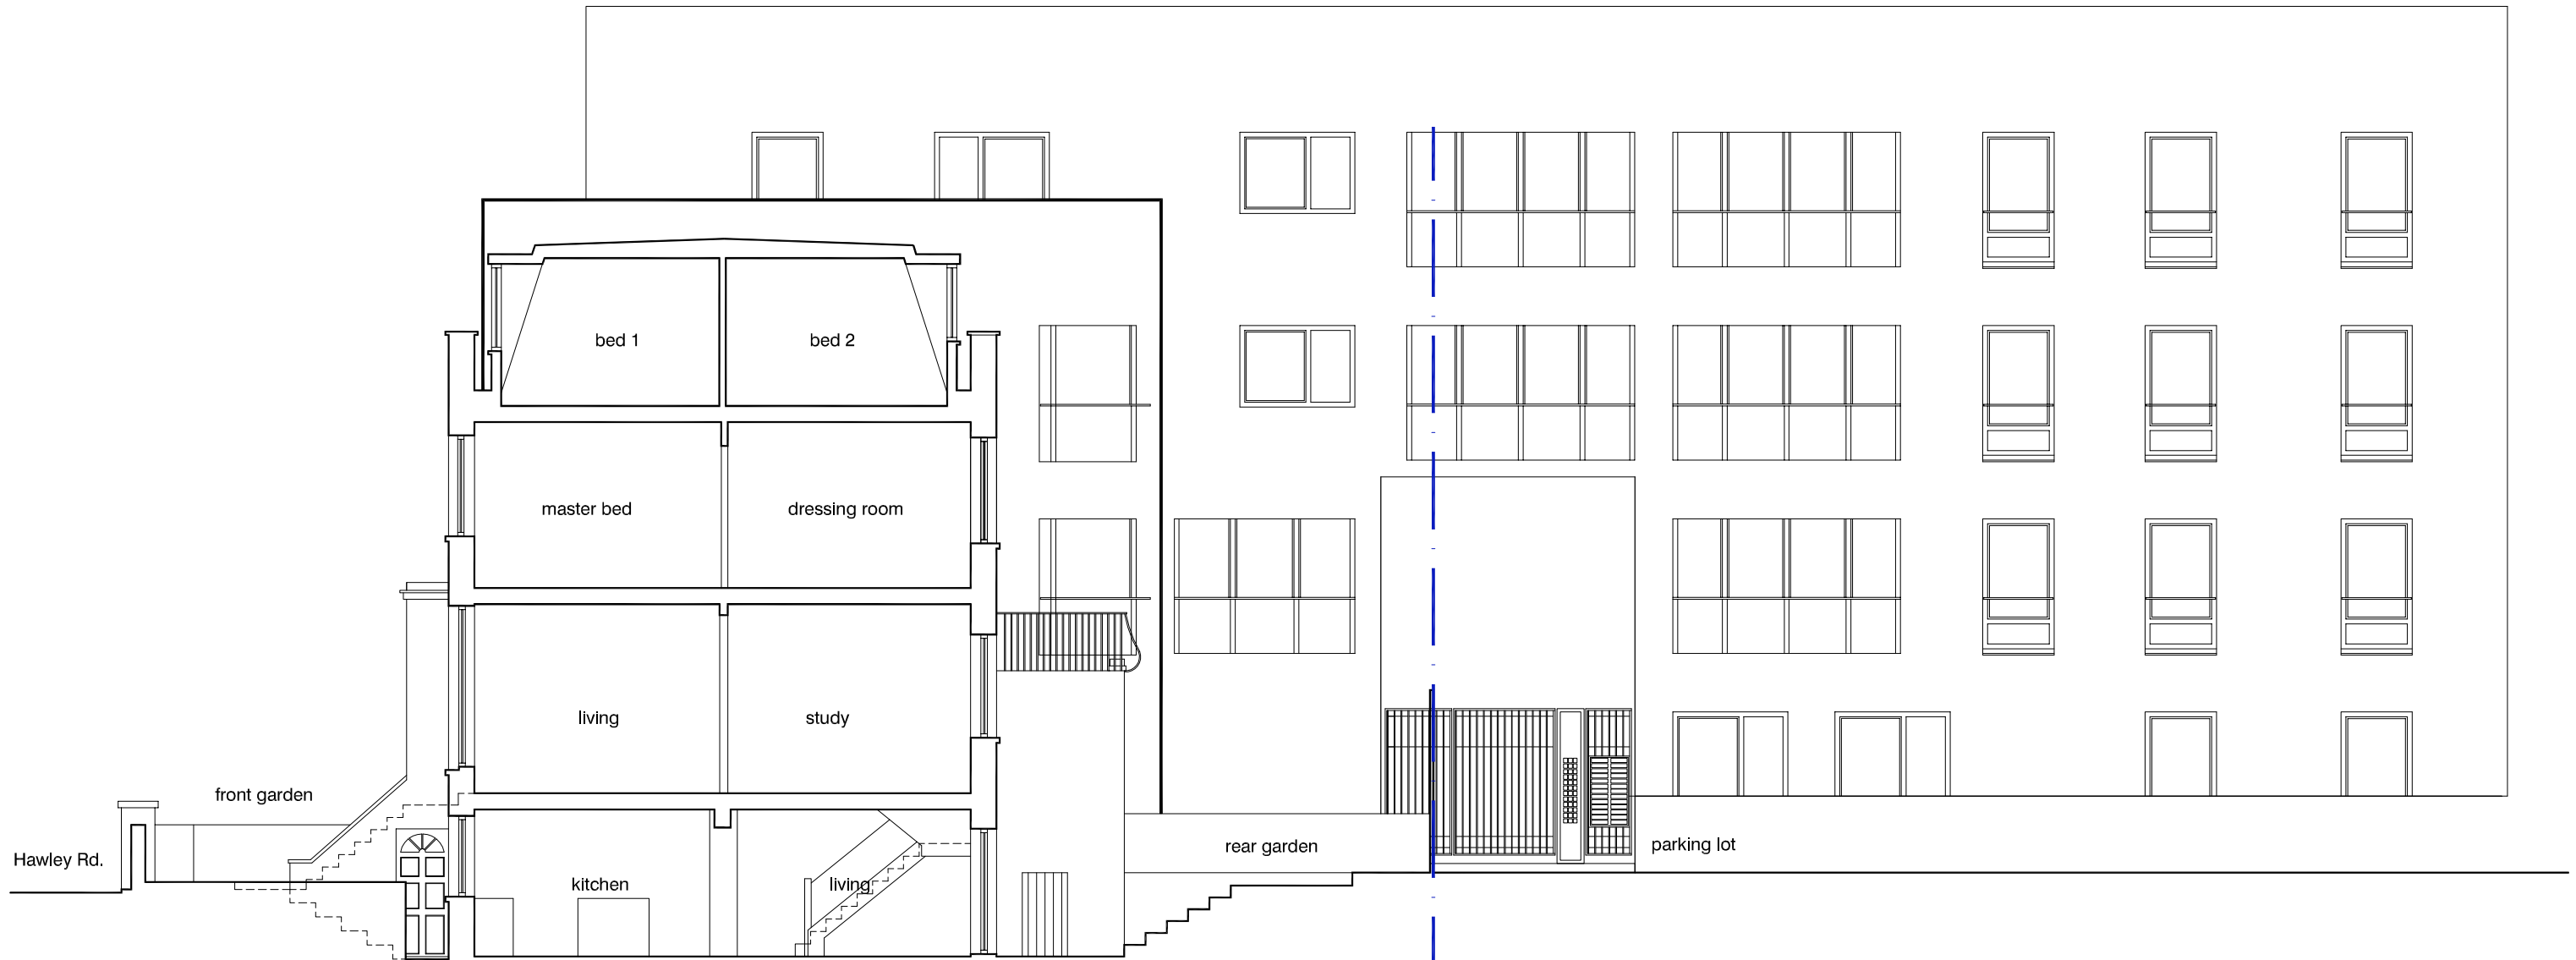 bed 1
bed 2
master bed
dressing room
living
study
front garden
Hawley Rd.
kitchen
living
rear garden
parking lot